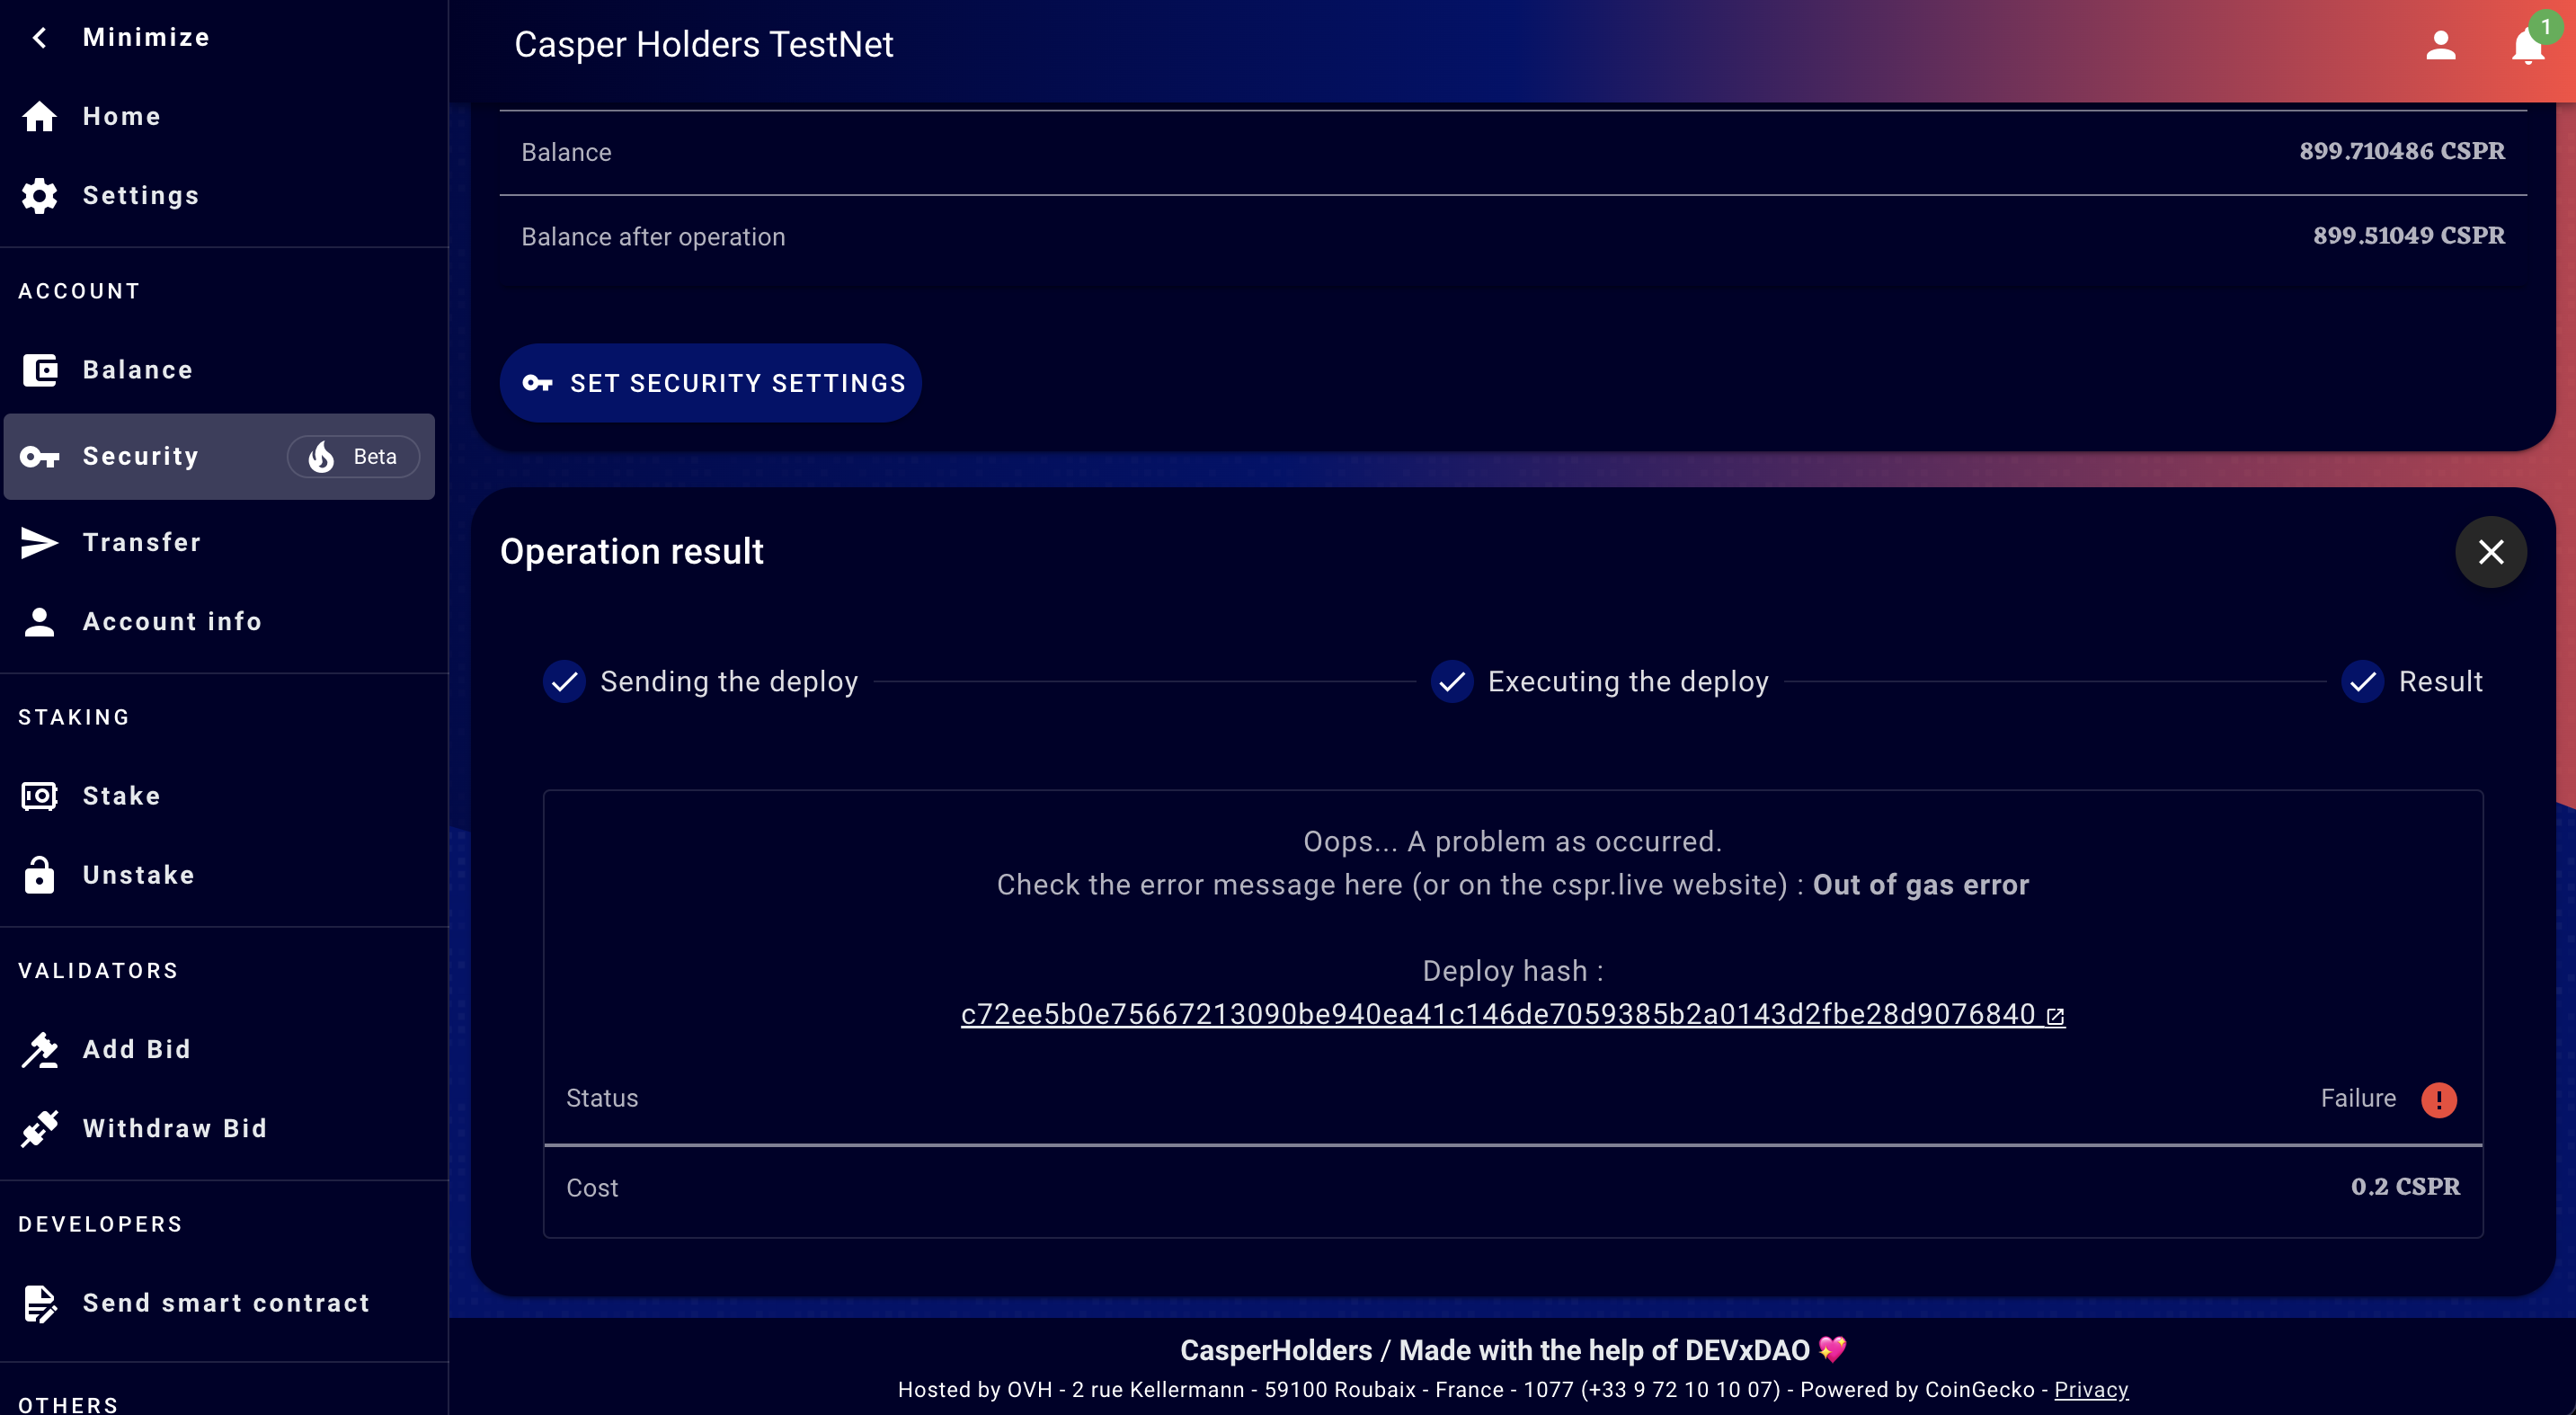 Minimize
Home
Settings
ACCOUNT
Balance
Security
Beta
Transfer
Account info
STAKING
Stake
Unstake
VALIDATORS
Add Bid
Withdraw Bid
DEVELOPERS
Send smart contract
OTHERS
Casper Holders TestNet
1
Balance 899.710486 CSPR
Balance after operation 899.51049 CSPR
SET SECURITY SETTINGS
Operation result
Sending the deploy Executing the deploy Result
Oops... A problem as occurred.
Check the error message here (or on the cspr.live website) : Out of gas error
Deploy hash :
c72ee5b0e75667213090be940ea41c146de7059385b2a0143d2fbe28d9076840
Status Failure
Cost 0.2 CSPR
CasperHolders / Made with the help of DEVxDAO 💖
Hosted by OVH - 2 rue Kellermann - 59100 Roubaix - France - 1077 (+33 9 72 10 10 07) - Powered by CoinGecko - Privacy